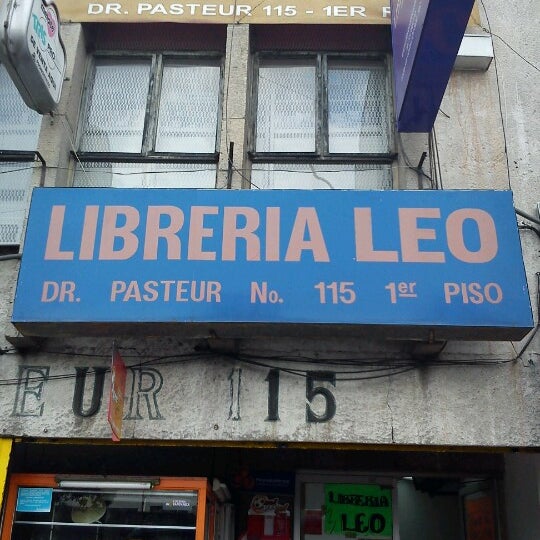 DR. PASTEUR 115 - 1ER
LIBRERIA LEO
DR. PASTEUR No. 115 1er PISO
EUR 115
LIBRERIA
LEO